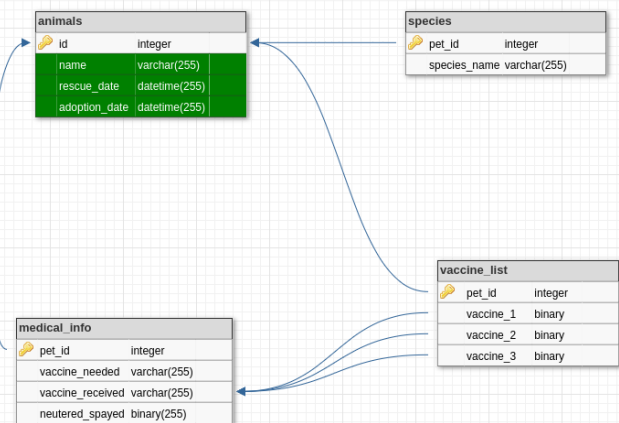 animals
id integer
name varchar(255)
rescue_date datetime(255)
adoption_date datetime(255)
species
pet_id integer
species_name varchar(255)
vaccine_list
pet_id integer
vaccine_1 binary
vaccine_2 binary
vaccine_3 binary
medical_info
pet_id integer
vaccine_needed varchar(255)
vaccine_received varchar(255)
neutered_spayed binary(255)